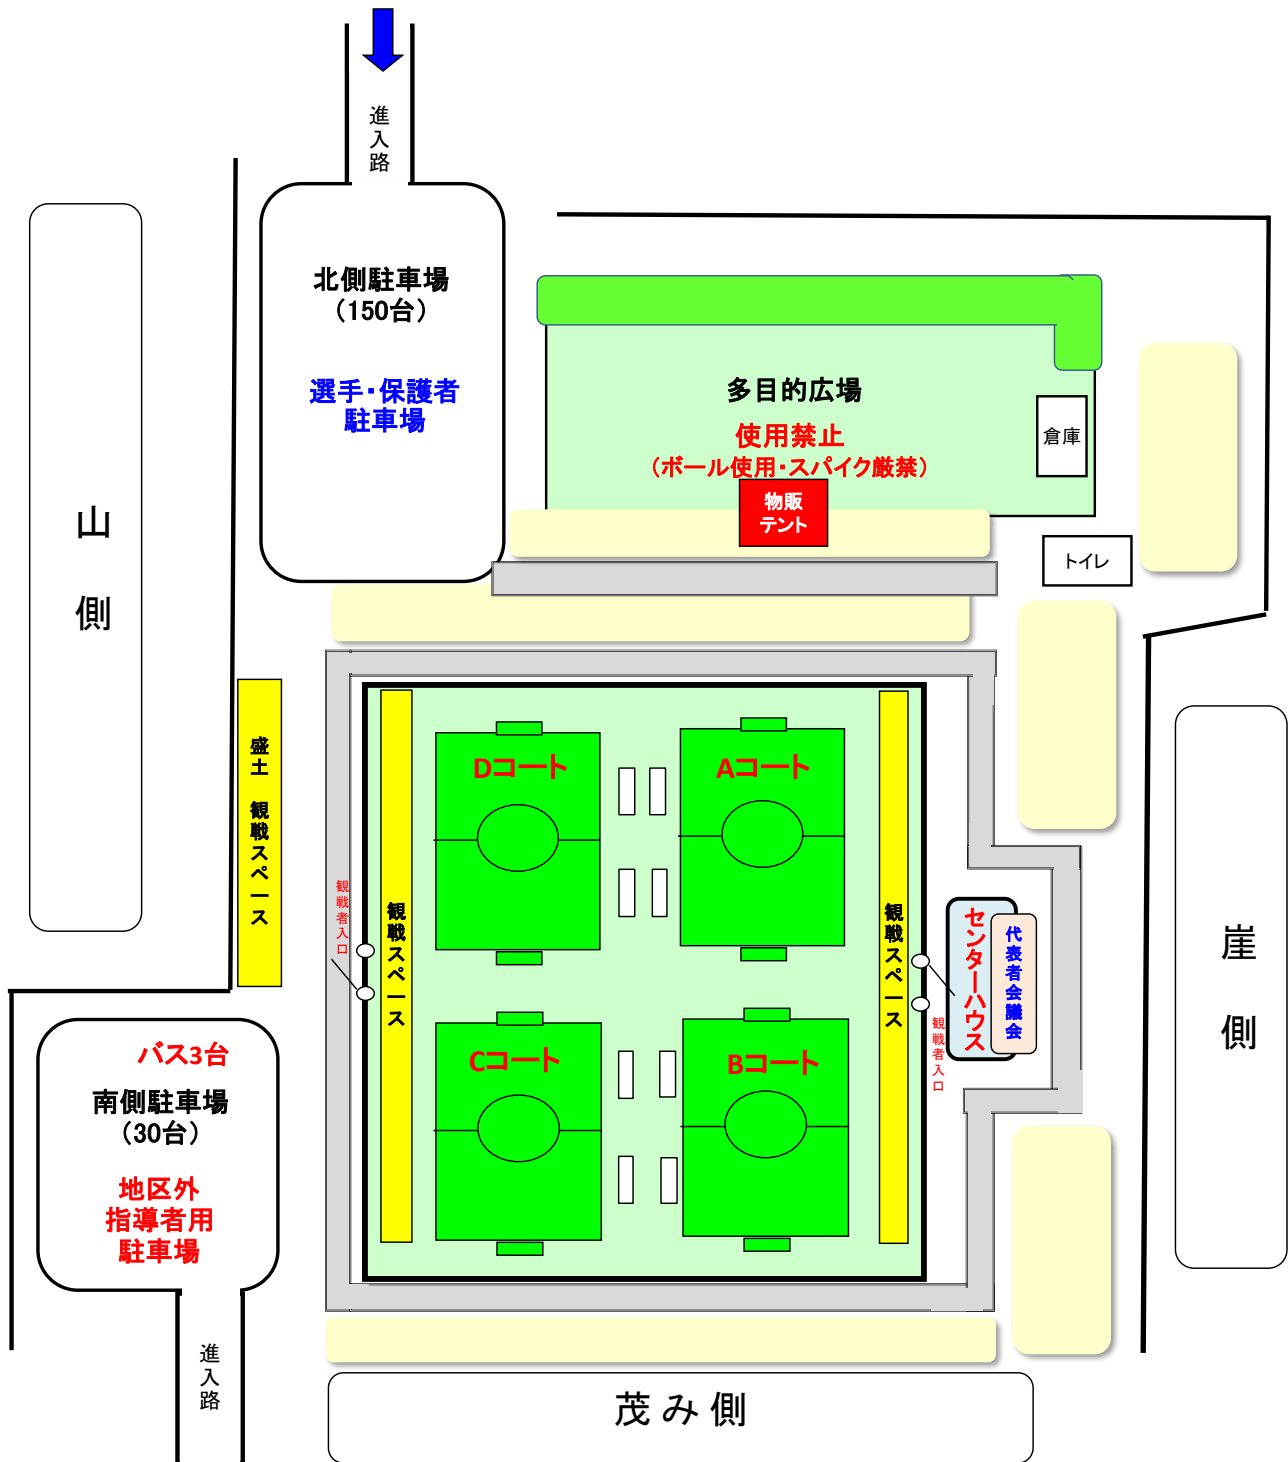 進入路
北側駐車場
（150台）
選手・保護者
駐車場
多目的広場
使用禁止
（ボール使用・スパイク厳禁）
倉庫
物販
テント
トイレ
山側
盛土　観戦スペース
Dコート
Aコート
観戦者入口
観戦スペース
観戦スペース
センターハウス
代表者会議会
観戦者入口
崖側
Cコート
Bコート
バス3台
南側駐車場
（30台）
地区外
指導者用
駐車場
進入路
茂み側